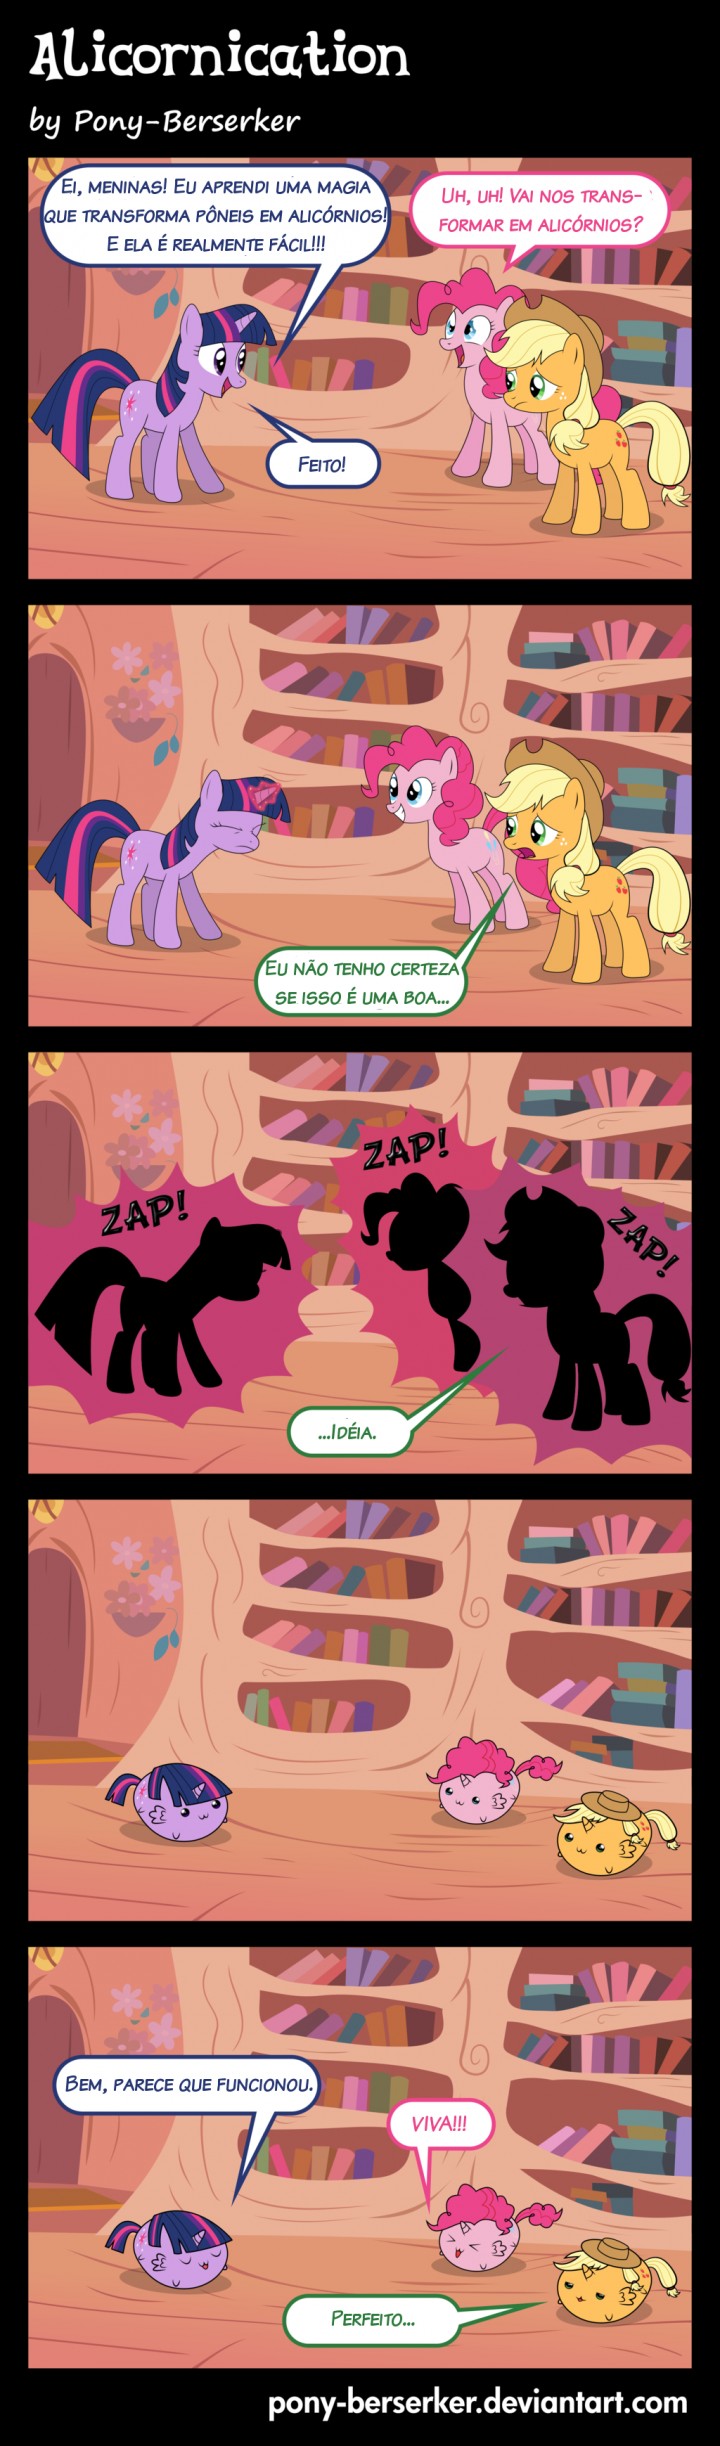 Alicornication
by Pony-Berserker
Ei, meninas! Eu aprendi uma magia
que transforma pôneis em alicórnios!
E ela é realmente fácil!!!
Uh, uh! Vai nos trans-
formar em alicórnios?
Feito!
Eu não tenho certeza
se isso é uma boa...
ZAP!
ZAP!
ZAP!
...Idéia.
Bem, parece que funcionou.
VIVA!!!
Perfeito...
pony-berserker.deviantart.com